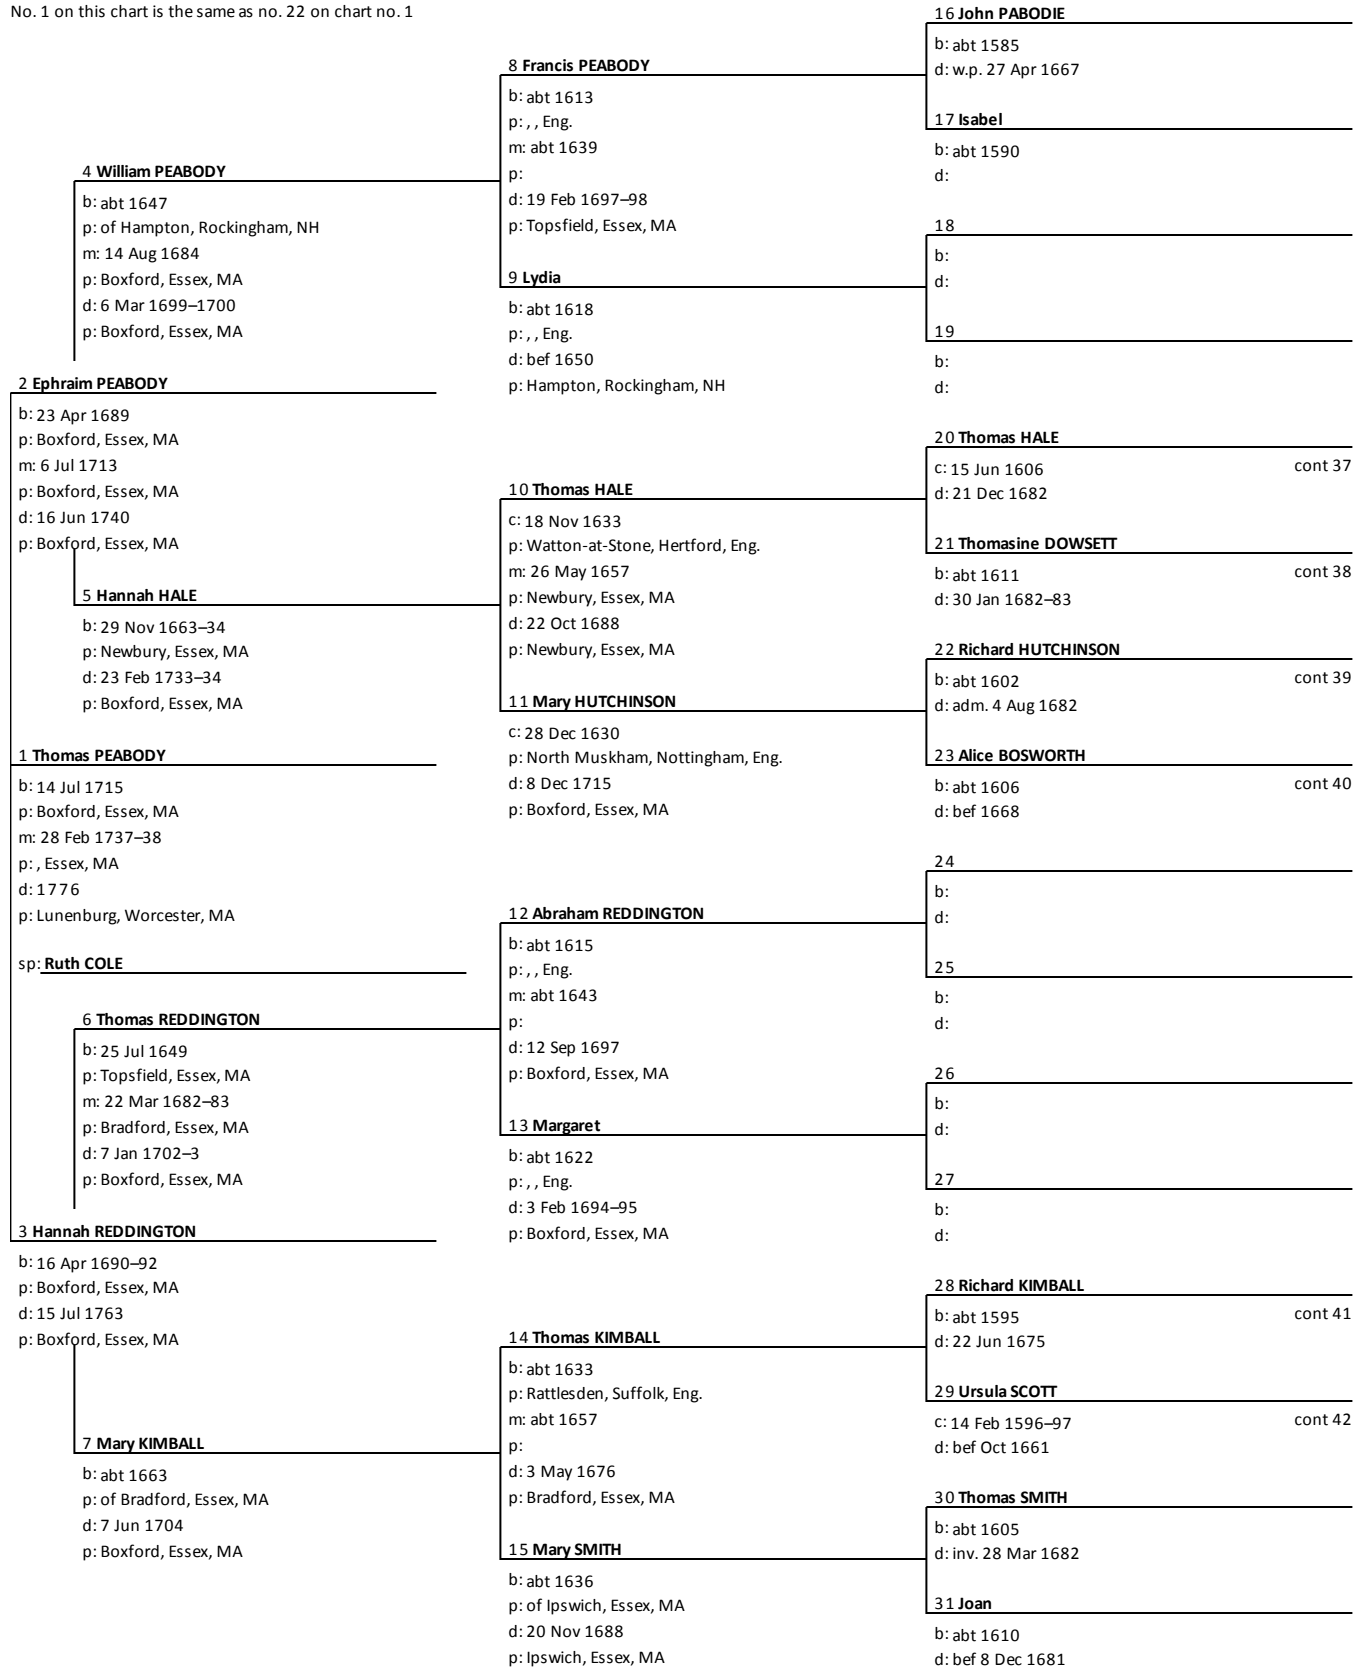 No. 1 on this chart is the same as no. 22 on chart no. 1
16 John PABODIE
b: abt 1585
d: w.p. 27 Apr 1667
8 Francis PEABODY
b: abt 1613
p: , , Eng.
m: abt 1639
p:
d: 19 Feb 1697–98
p: Topsfield, Essex, MA
17 Isabel
b: abt 1590
d:
4 William PEABODY
b: abt 1647
p: of Hampton, Rockingham, NH
m: 14 Aug 1684
p: Boxford, Essex, MA
d: 6 Mar 1699–1700
p: Boxford, Essex, MA
18
b:
d:
9 Lydia
b: abt 1618
p: , , Eng.
d: bef 1650
p: Hampton, Rockingham, NH
19
b:
d:
2 Ephraim PEABODY
b: 23 Apr 1689
p: Boxford, Essex, MA
m: 6 Jul 1713
p: Boxford, Essex, MA
d: 16 Jun 1740
p: Boxford, Essex, MA
20 Thomas HALE
c: 15 Jun 1606 cont 37
d: 21 Dec 1682
10 Thomas HALE
c: 18 Nov 1633
p: Watton-at-Stone, Hertford, Eng.
m: 26 May 1657
p: Newbury, Essex, MA
d: 22 Oct 1688
p: Newbury, Essex, MA
21 Thomasine DOWSETT
b: abt 1611 cont 38
d: 30 Jan 1682–83
5 Hannah HALE
b: 29 Nov 1663–34
p: Newbury, Essex, MA
d: 23 Feb 1733–34
p: Boxford, Essex, MA
22 Richard HUTCHINSON
b: abt 1602 cont 39
d: adm. 4 Aug 1682
11 Mary HUTCHINSON
c: 28 Dec 1630
p: North Muskham, Nottingham, Eng.
d: 8 Dec 1715
p: Boxford, Essex, MA
23 Alice BOSWORTH
b: abt 1606 cont 40
d: bef 1668
1 Thomas PEABODY
b: 14 Jul 1715
p: Boxford, Essex, MA
m: 28 Feb 1737–38
p: , Essex, MA
d: 1776
p: Lunenburg, Worcester, MA
sp: Ruth COLE
24
b:
d:
12 Abraham REDDINGTON
b: abt 1615
p: , , Eng.
m: abt 1643
p:
d: 12 Sep 1697
p: Boxford, Essex, MA
25
b:
d:
6 Thomas REDDINGTON
b: 25 Jul 1649
p: Topsfield, Essex, MA
m: 22 Mar 1682–83
p: Bradford, Essex, MA
d: 7 Jan 1702–3
p: Boxford, Essex, MA
26
b:
d:
13 Margaret
b: abt 1622
p: , , Eng.
d: 3 Feb 1694–95
p: Boxford, Essex, MA
27
b:
d:
3 Hannah REDDINGTON
b: 16 Apr 1690–92
p: Boxford, Essex, MA
d: 15 Jul 1763
p: Boxford, Essex, MA
28 Richard KIMBALL
b: abt 1595 cont 41
d: 22 Jun 1675
14 Thomas KIMBALL
b: abt 1633
p: Rattlesden, Suffolk, Eng.
m: abt 1657
p:
d: 3 May 1676
p: Bradford, Essex, MA
29 Ursula SCOTT
c: 14 Feb 1596–97 cont 42
d: bef Oct 1661
7 Mary KIMBALL
b: abt 1663
p: of Bradford, Essex, MA
d: 7 Jun 1704
p: Boxford, Essex, MA
30 Thomas SMITH
b: abt 1605
d: inv. 28 Mar 1682
15 Mary SMITH
b: abt 1636
p: of Ipswich, Essex, MA
d: 20 Nov 1688
p: Ipswich, Essex, MA
31 Joan
b: abt 1610
d: bef 8 Dec 1681